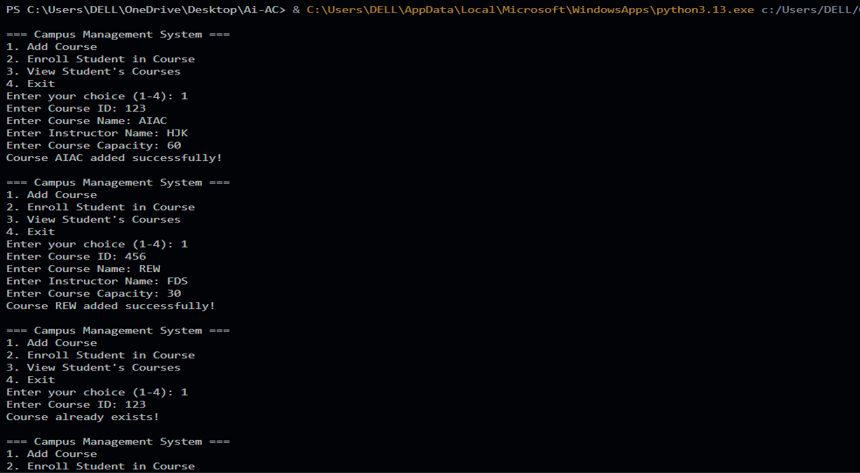 PS C:\Users\DELL\OneDrive\Desktop\Ai-AC> & C:\Users\DELL\AppData\Local\Microsoft\WindowsApps\python3.13.exe c:/Users/DELL/
=== Campus Management System ===
1. Add Course
2. Enroll Student in Course
3. View Student's Courses
4. Exit
Enter your choice (1-4): 1
Enter Course ID: 123
Enter Course Name: AIAC
Enter Instructor Name: HJK
Enter Course Capacity: 60
Course AIAC added successfully!
=== Campus Management System ===
1. Add Course
2. Enroll Student in Course
3. View Student's Courses
4. Exit
Enter your choice (1-4): 1
Enter Course ID: 456
Enter Course Name: REW
Enter Instructor Name: FDS
Enter Course Capacity: 30
Course REW added successfully!
=== Campus Management System ===
1. Add Course
2. Enroll Student in Course
3. View Student's Courses
4. Exit
Enter your choice (1-4): 1
Enter Course ID: 123
Course already exists!
=== Campus Management System ===
1. Add Course
2. Enroll Student in Course